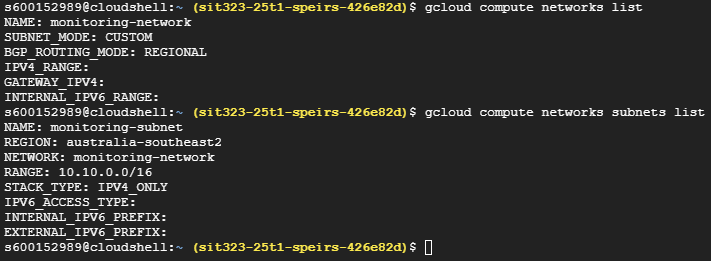 s600152989@cloudshell:~ (sit323-25t1-speirs-426e82d)$ gcloud compute networks list
NAME: monitoring-network
SUBNET_MODE: CUSTOM
BGP_ROUTING_MODE: REGIONAL
IPV4_RANGE:
GATEWAY_IPV4:
INTERNAL_IPV6_RANGE:
s600152989@cloudshell:~ (sit323-25t1-speirs-426e82d)$ gcloud compute networks subnets list
NAME: monitoring-subnet
REGION: australia-southeast2
NETWORK: monitoring-network
RANGE: 10.10.0.0/16
STACK_TYPE: IPV4_ONLY
IPV6_ACCESS_TYPE:
INTERNAL_IPV6_PREFIX:
EXTERNAL_IPV6_PREFIX:
s600152989@cloudshell:~ (sit323-25t1-speirs-426e82d)$